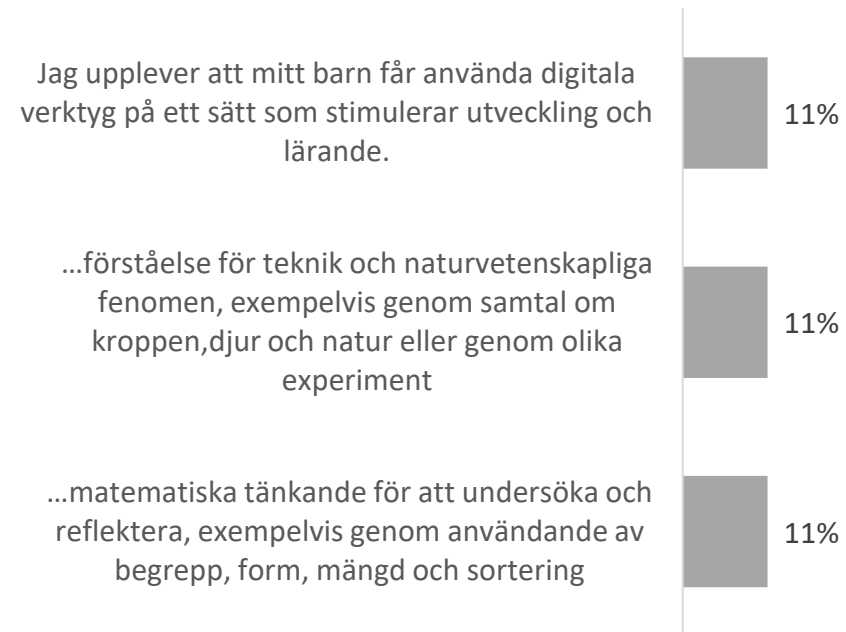 Jag upplever att mitt barn får använda digitala
verktyg på ett sätt som stimulerar utveckling och
lärande.
11%
…förståelse för teknik och naturvetenskapliga
fenomen, exempelvis genom samtal om
kroppen,djur och natur eller genom olika
experiment
11%
…matematiska tänkande för att undersöka och
reflektera, exempelvis genom användande av
begrepp, form, mängd och sortering
11%